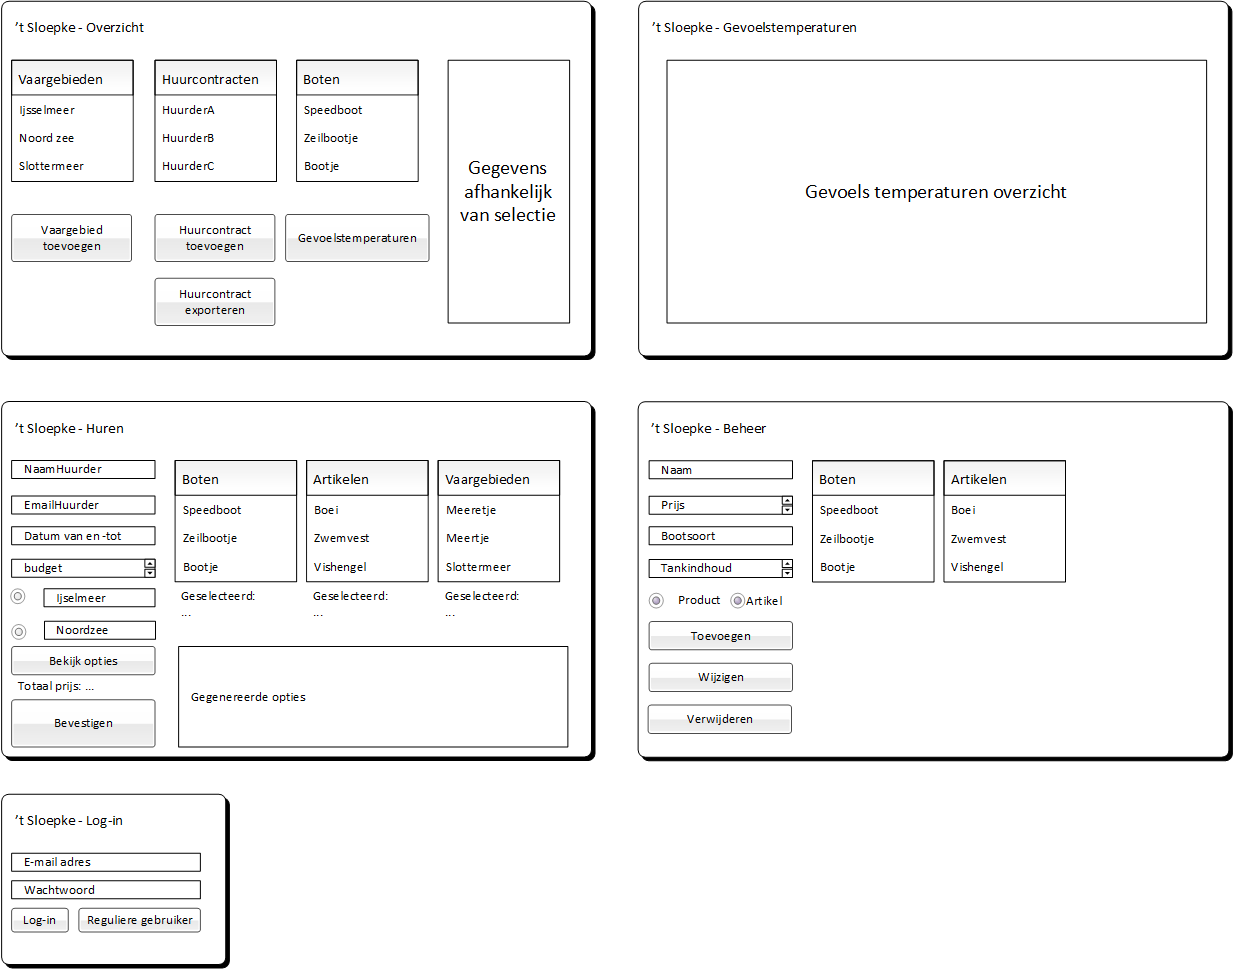 't Sloepke - Overzicht
Vaargebieden
Ijsselmeer
Noord zee
Slottermeer
Huurcontracten
HuurderA
HuurderB
HuurderC
Boten
Speedboot
Zeilbootje
Bootje
Gegevens
afhankelijk
van selectie
Vaargebied
toevoegen
Huurcontract
toevoegen
Gevoelstemperaturen
Huurcontract
exporteren
't Sloepke - Gevoelstemperaturen
Gevoels temperaturen overzicht
't Sloepke - Huren
NaamHuurder
EmailHuurder
Datum van en -tot
budget
Ijselmeer
Noordzee
Bekijk opties
Totaal prijs: ...
Bevestigen
Boten
Speedboot
Zeilbootje
Bootje
Geselecteerd:
...
Artikelen
Boei
Zwemvest
Vishengel
Geselecteerd:
...
Vaargebieden
Meeretje
Meertje
Slottermeer
Geselecteerd:
...
Gegenereerde opties
't Sloepke - Beheer
Naam
Prijs
Bootsoort
Tankindhoud
Product
Artikel
Toevoegen
Wijzigen
Verwijderen
Boten
Speedboot
Zeilbootje
Bootje
Artikelen
Boei
Zwemvest
Vishengel
't Sloepke - Log-in
E-mail adres
Wachtwoord
Log-in
Reguliere gebruiker